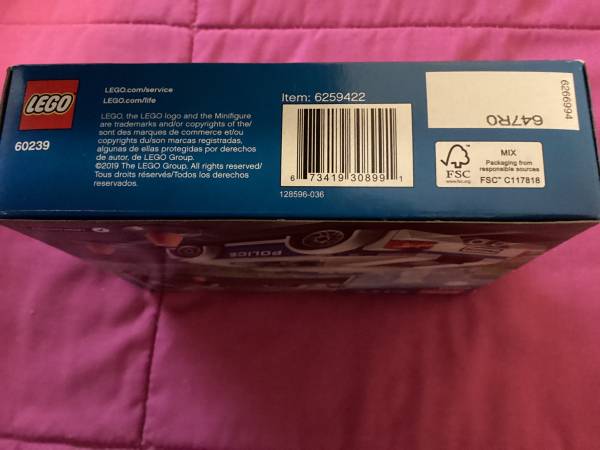 LEGO
60239
LEGO.com/service
LEGO.com/life
LEGO, the LEGO logo and the Minifigure
are trademarks and/or copyrights of the/
sont des marques de commerce et/ou
copyrights du/son marcas registradas,
algunas de ellas protegidas por derechos
de autor, de LEGO Group.
©2019 The LEGO Group. All rights reserved/
Tous droits réservés/Todos los derechos
reservados.
Item: 6259422
6 73419 30899 1
128596-036
6266994
647R0
FSC
www.fsc.org
MIX
Packaging from
responsible sources
FSC™ C117818
POLICE